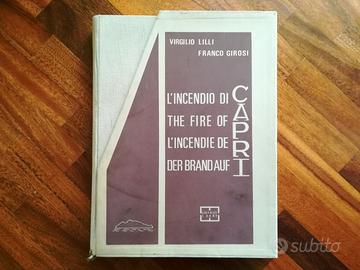 VIRGILIO LILLI
FRANCO GIROSI
L'INCENDIO DI
THE FIRE OF
L'INCENDIE DE
DER BRAND AUF
CAPRI
subito